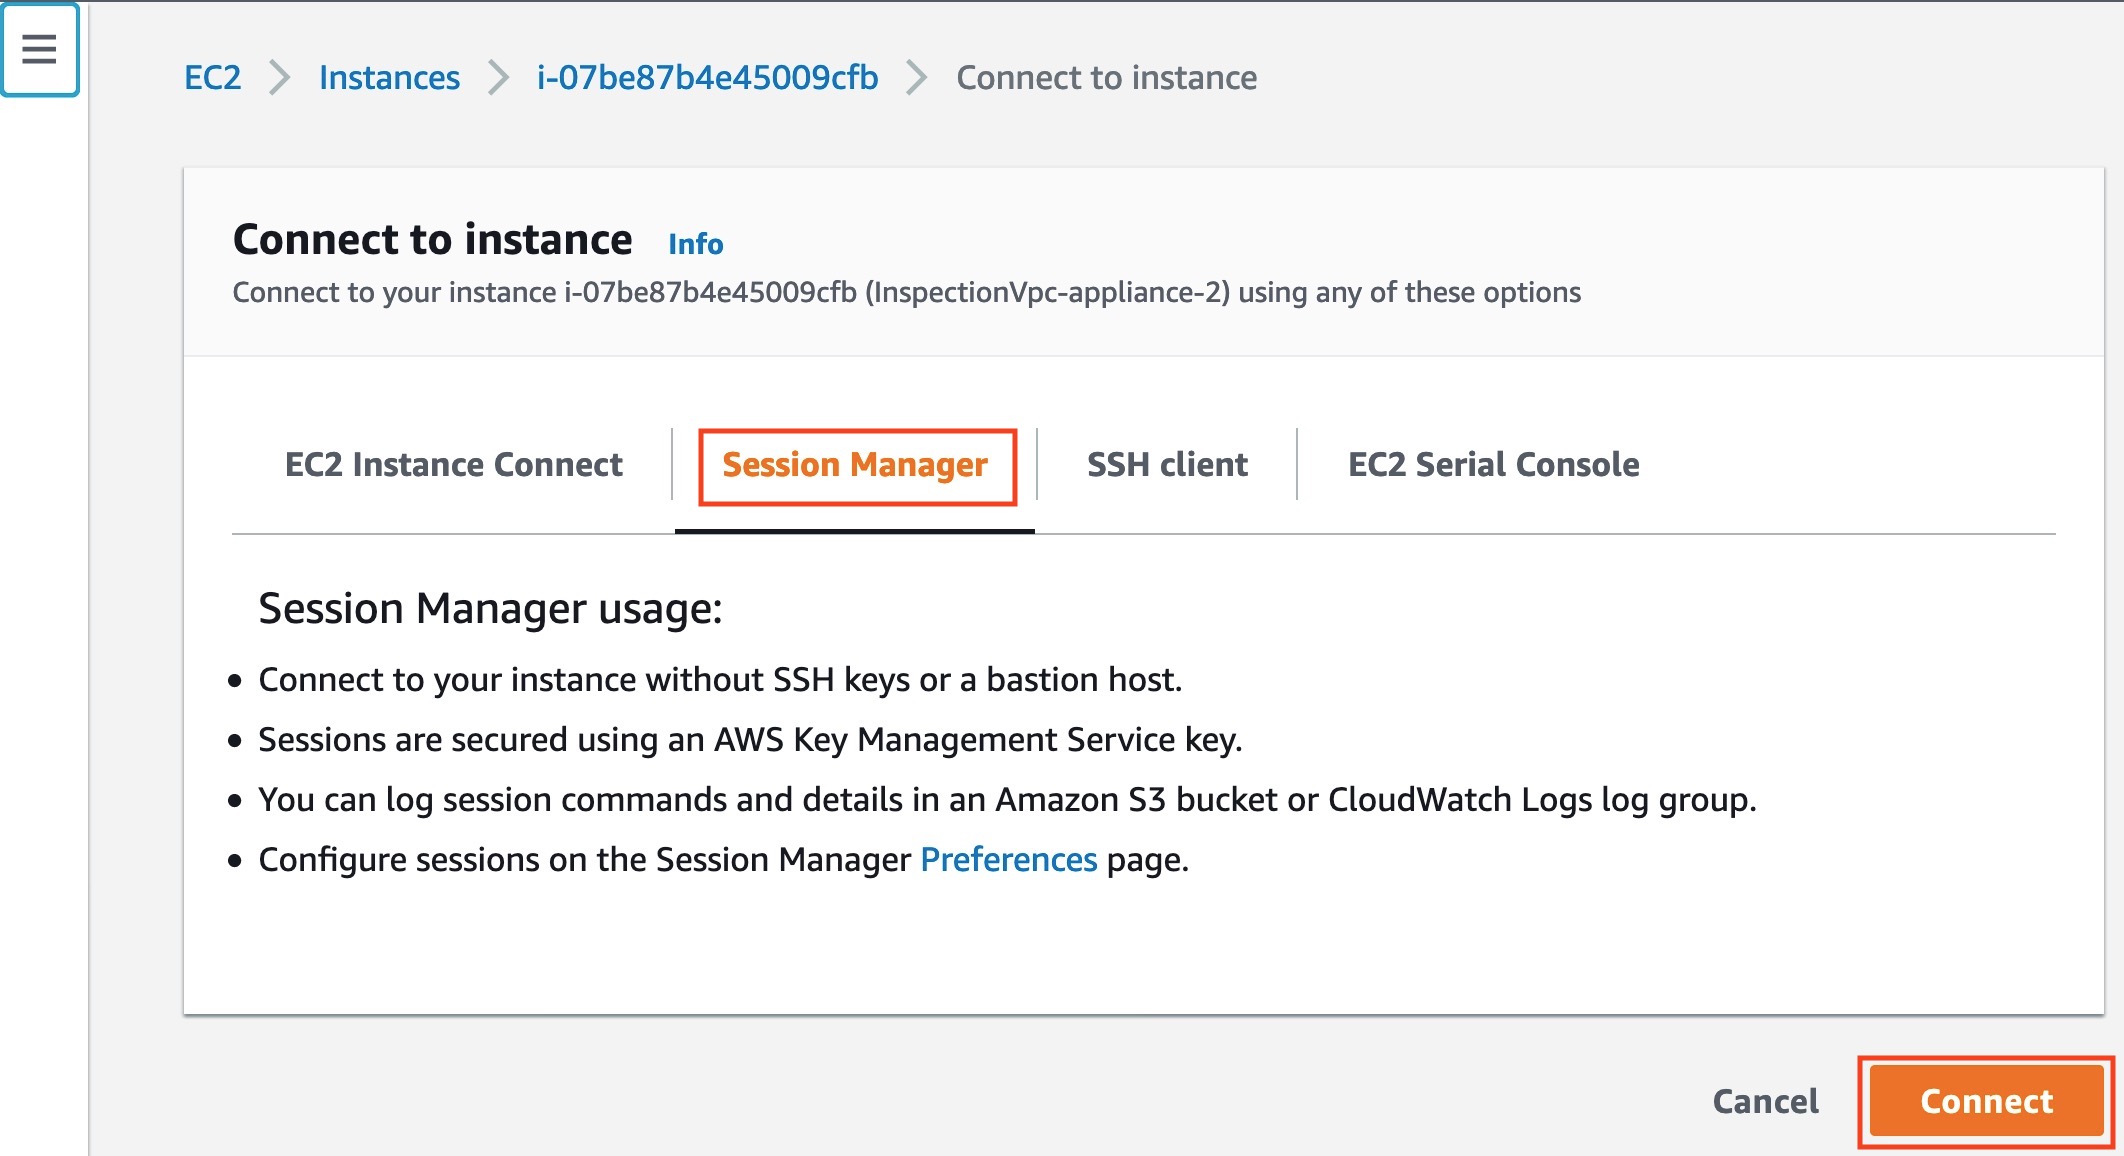 EC2 Instances i-07be87b4e45009cfb Connect to instance
Connect to instance Info
Connect to your instance i-07be87b4e45009cfb (InspectionVpc-appliance-2) using any of these options
EC2 Instance Connect Session Manager SSH client EC2 Serial Console
Session Manager usage:
Connect to your instance without SSH keys or a bastion host.
Sessions are secured using an AWS Key Management Service key.
You can log session commands and details in an Amazon S3 bucket or CloudWatch Logs log group.
Configure sessions on the Session Manager Preferences page.
Cancel Connect